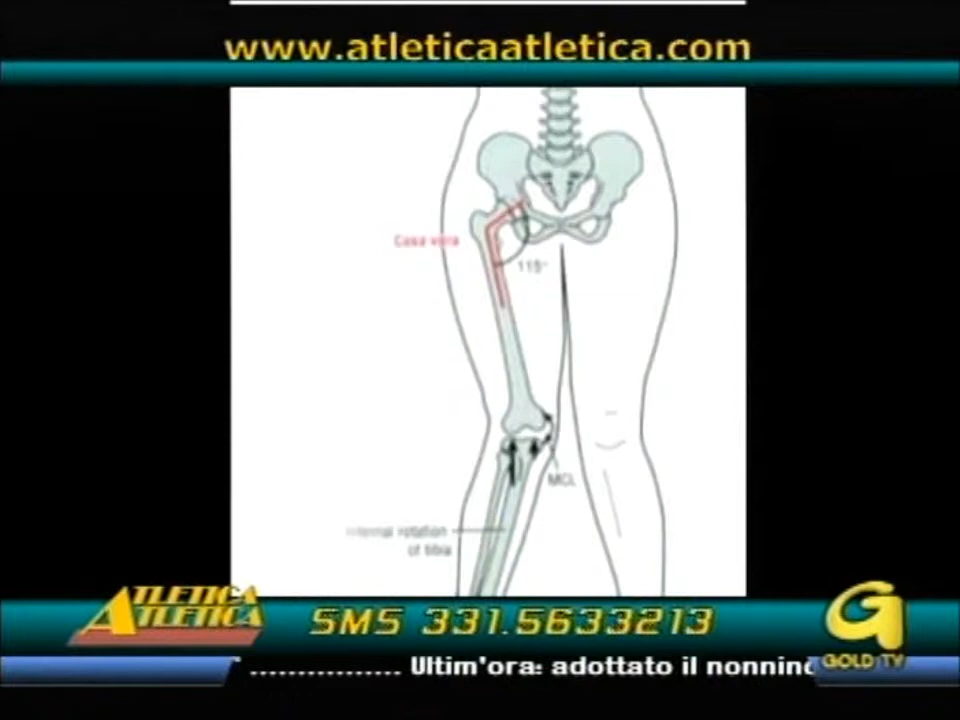 www.atleticaatletica.com
Coxa vara
115°
MCL
Internal rotation
of tibia
ATLETICA
ATLETICA
SMS 331.5633213
GOLD TV
................ Ultim'ora: adottato il nonnino